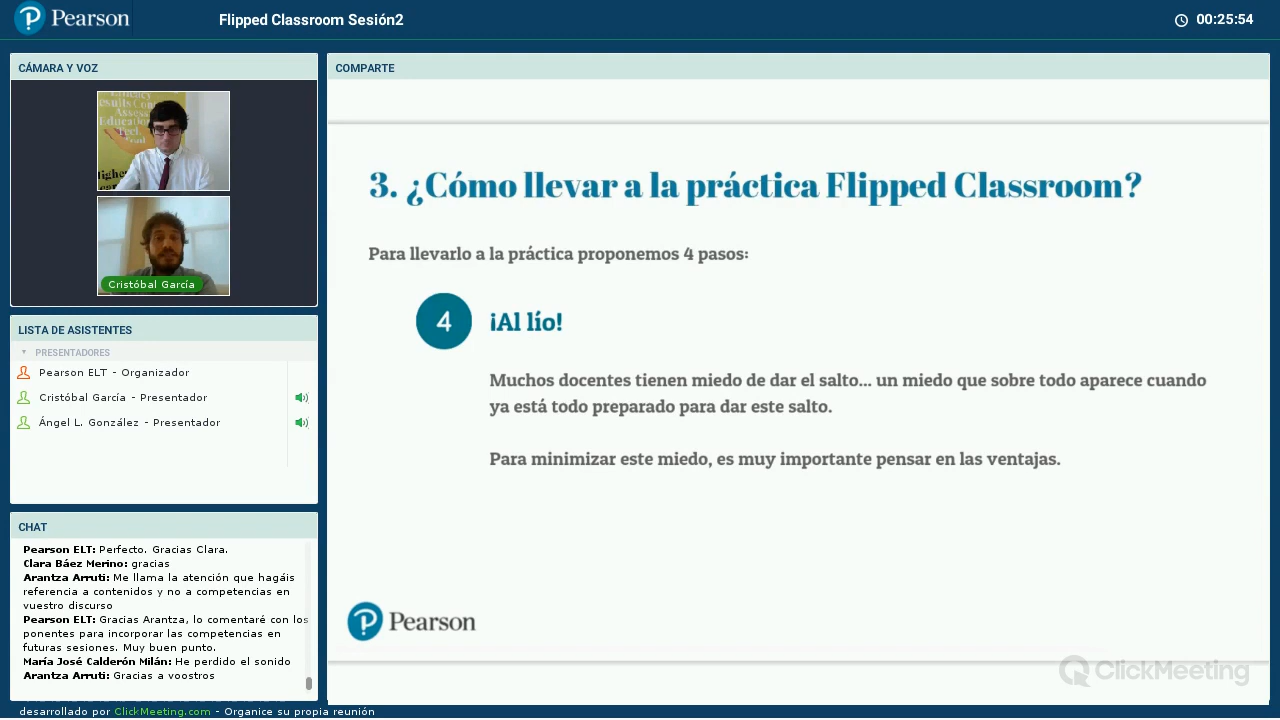 Pearson
Flipped Classroom Sesión2
00:25:54
CÁMARA Y VOZ
Cristóbal García
LISTA DE ASISTENTES
PRESENTADORES
Pearson ELT - Organizador
Cristóbal García - Presentador
Ángel L. González - Presentador
CHAT
Pearson ELT: Perfecto. Gracias Clara.
Clara Báez Merino: gracias
Arantza Arruti: Me llama la atención que hagáis
referencia a contenidos y no a competencias en
vuestro discurso
Pearson ELT: Gracias Arantza, lo comentaré con los
ponentes para incorporar las competencias en
futuras sesiones. Muy buen punto.
María José Calderón Milán: He perdido el sonido
Arantza Arruti: Gracias a voostros
desarrollado por ClickMeeting.com - Organice su propia reunión
COMPARTE
3. ¿Cómo llevar a la práctica Flipped Classroom?
Para llevarlo a la práctica proponemos 4 pasos:
4 ¡Al lío!
Muchos docentes tienen miedo de dar el salto... un miedo que sobre todo aparece cuando
ya está todo preparado para dar este salto.
Para minimizar este miedo, es muy importante pensar en las ventajas.
Pearson
ClickMeeting